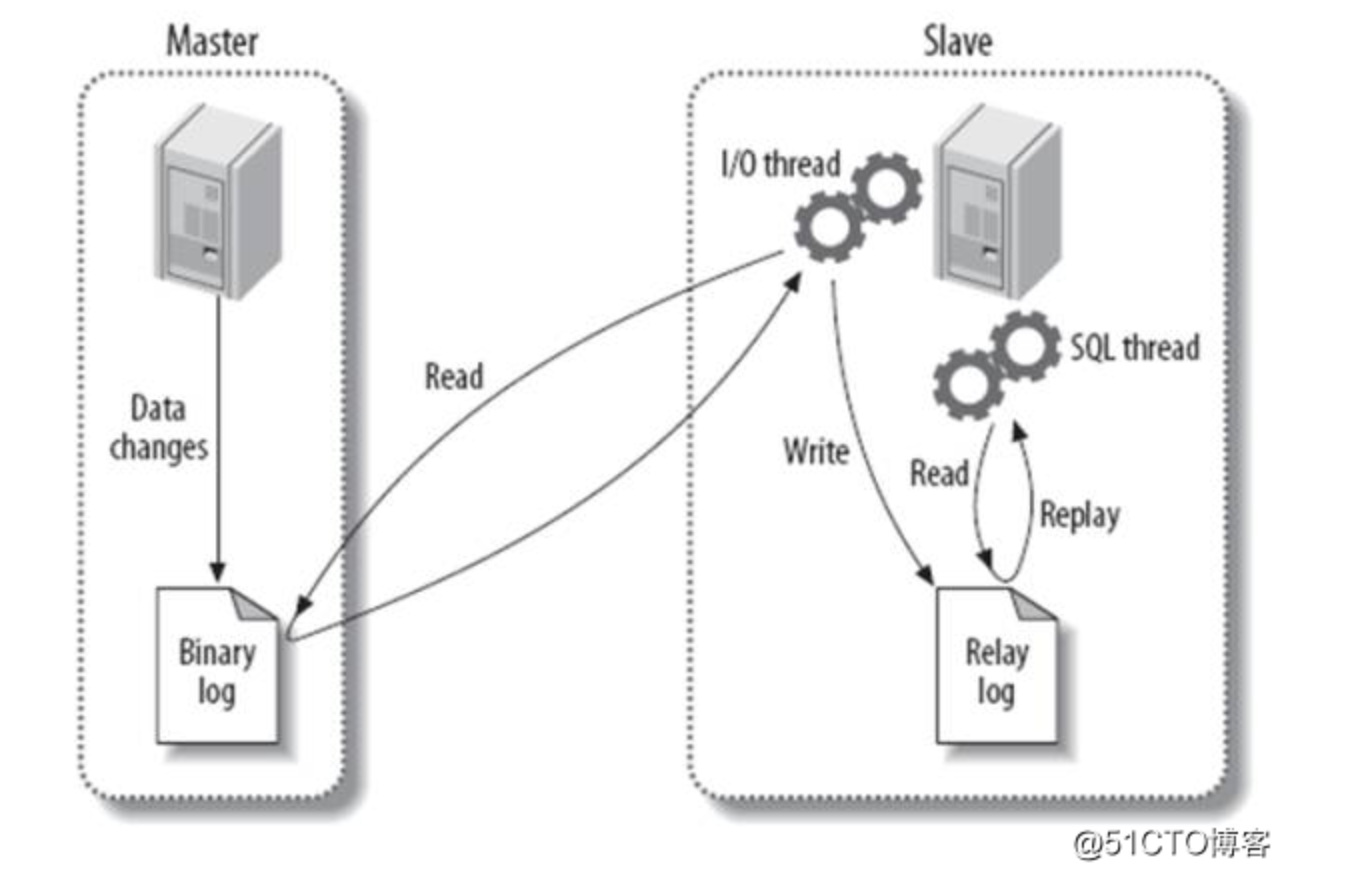 Master
Slave
I/O thread
SQL thread
Read
Data
changes
Write
Read
Replay
Binary
log
Relay
log
@51CTO博客